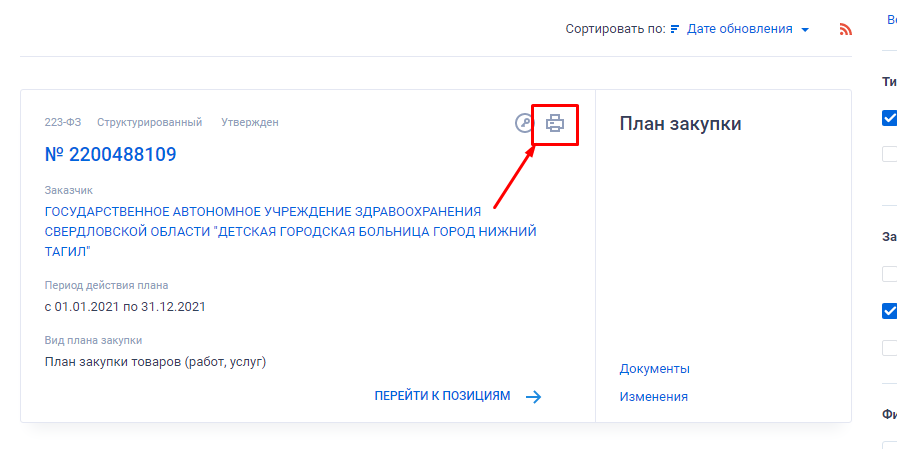 Сортировать по: Дате обновления
223-ФЗ Структурированный Утвержден
№ 2200488109
Заказчик
ГОСУДАРСТВЕННОЕ АВТОНОМНОЕ УЧРЕЖДЕНИЕ ЗДРАВООХРАНЕНИЯ
СВЕРДЛОВСКОЙ ОБЛАСТИ "ДЕТСКАЯ ГОРОДСКАЯ БОЛЬНИЦА ГОРОД НИЖНИЙ
ТАГИЛ"
Период действия плана
с 01.01.2021 по 31.12.2021
Вид плана закупки
План закупки товаров (работ, услуг)
ПЕРЕЙТИ К ПОЗИЦИЯМ
План закупки
Документы
Изменения
Ти
За